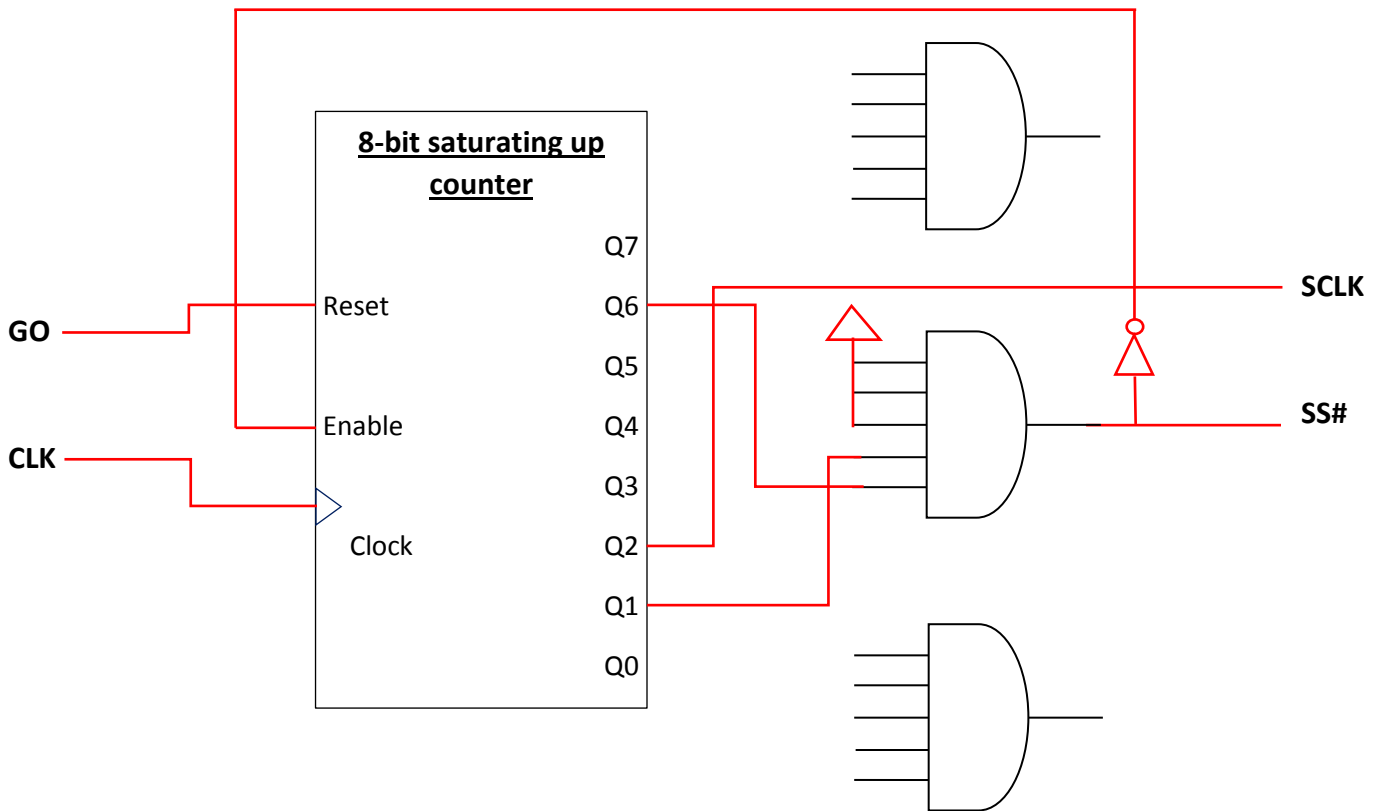 8-bit saturating up
counter
Q7
Reset
Q6
SCLK
GO
Q5
Enable
Q4
SS#
CLK
Q3
Clock
Q2
Q1
Q0